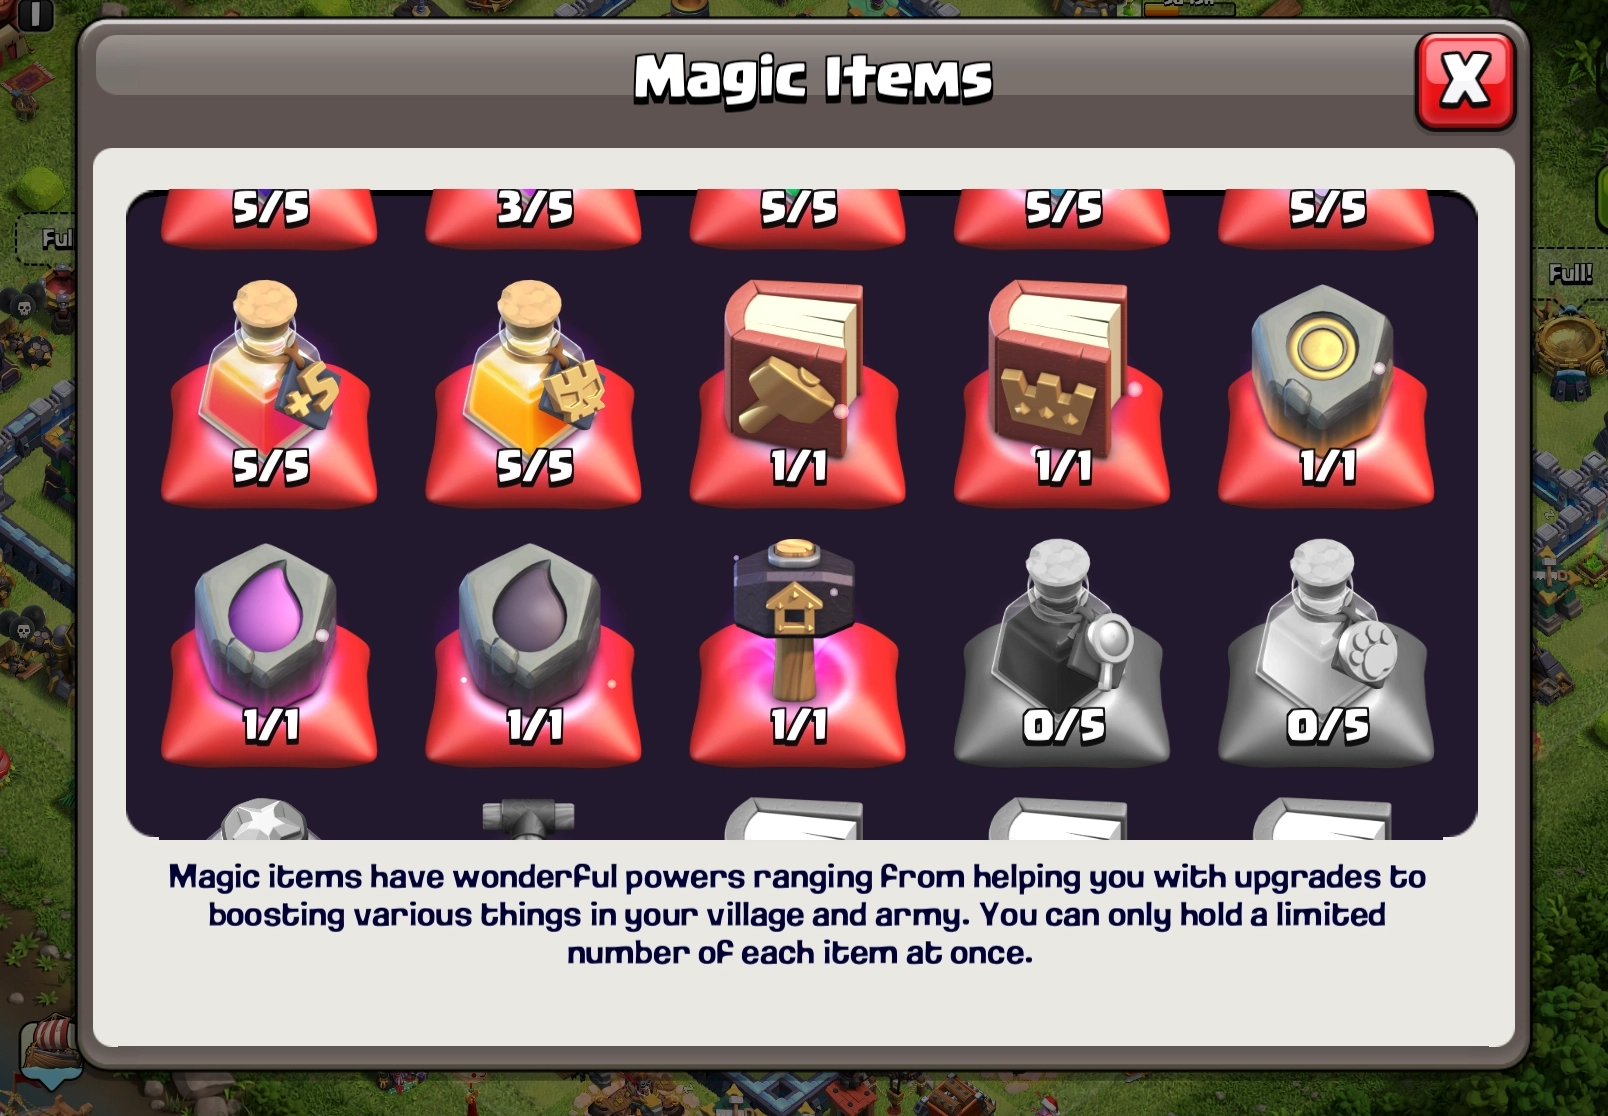 Magic Items
X
5/5 3/5 5/5 5/5 5/5
Ful
Full!
+5
5/5 5/5 1/1 1/1 1/1
1/1 1/1 1/1 0/5 0/5
Magic items have wonderful powers ranging from helping you with upgrades to
boosting various things in your village and army. You can only hold a limited
number of each item at once.